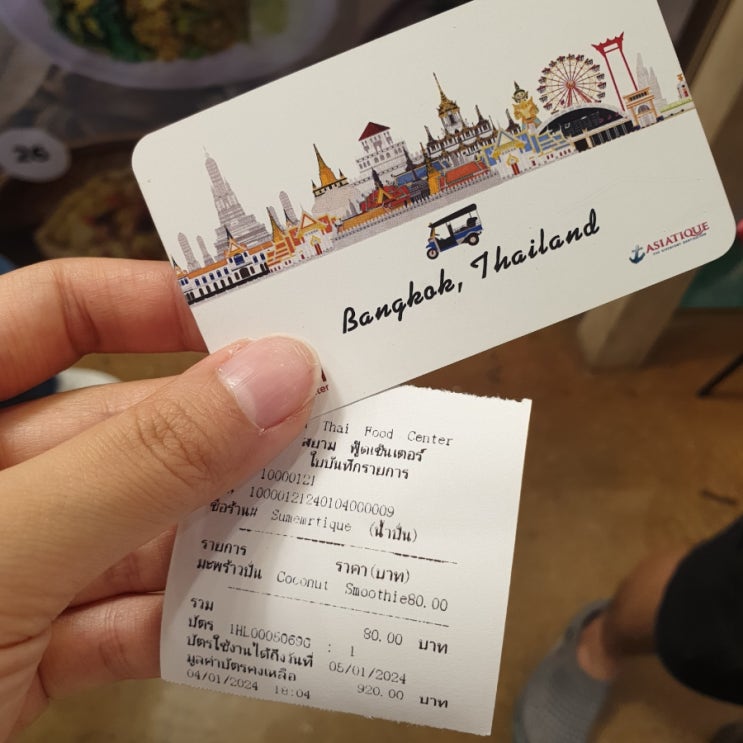 26
Bangkok, Thailand
ASIATIQUE
THE RIVERFRONT DESTINATION
Thai Food Center
สยาม ฟู้ดเซ็นเตอร์
ใบบันทึกรายการ
10000121
10000121240104000009
ชื่อร้าน# Sumemrtique (น้ำปั่น)
รายการ ราคา(บาท)
มะพร้าวปั่น Coconut Smoothie80.00
รวม 80.00 บาท
บัตร 1HL0005069G : 1
บัตรใช้งานได้ถึงวันที่ 05/01/2024
มูลค่าบัตรคงเหลือ 920.00 บาท
04/01/2024 18:04